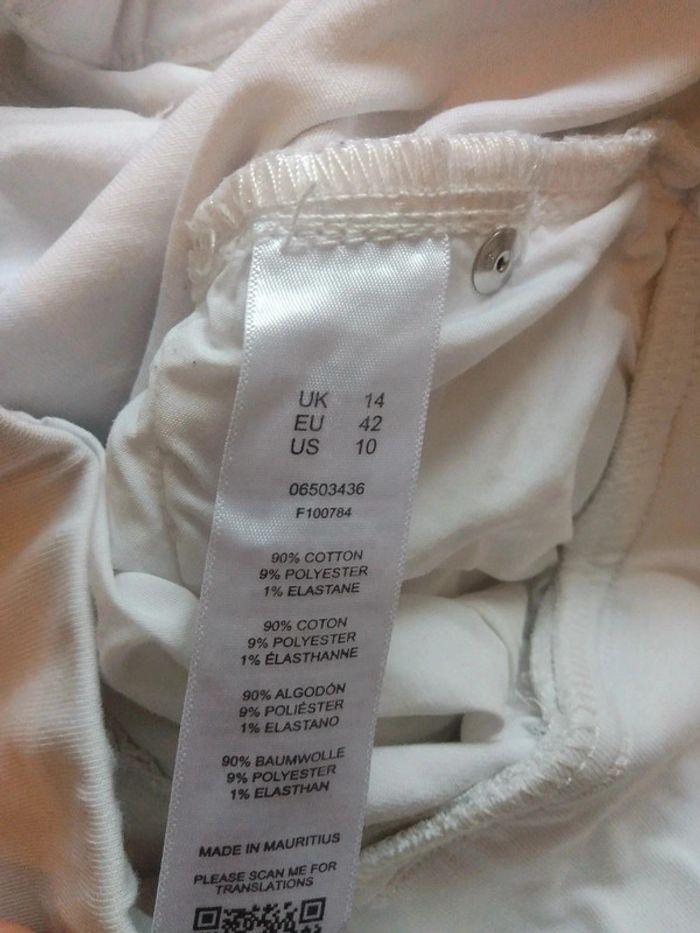 UK 14
EU 42
US 10
06503436
F100784
90% COTTON
9% POLYESTER
1% ELASTANE
90% COTON
9% POLYESTER
1% ÉLASTHANNE
90% ALGODÓN
9% POLIÉSTER
1% ELASTANO
90% BAUMWOLLE
9% POLYESTER
1% ELASTHAN
MADE IN MAURITIUS
PLEASE SCAN ME FOR
TRANSLATIONS